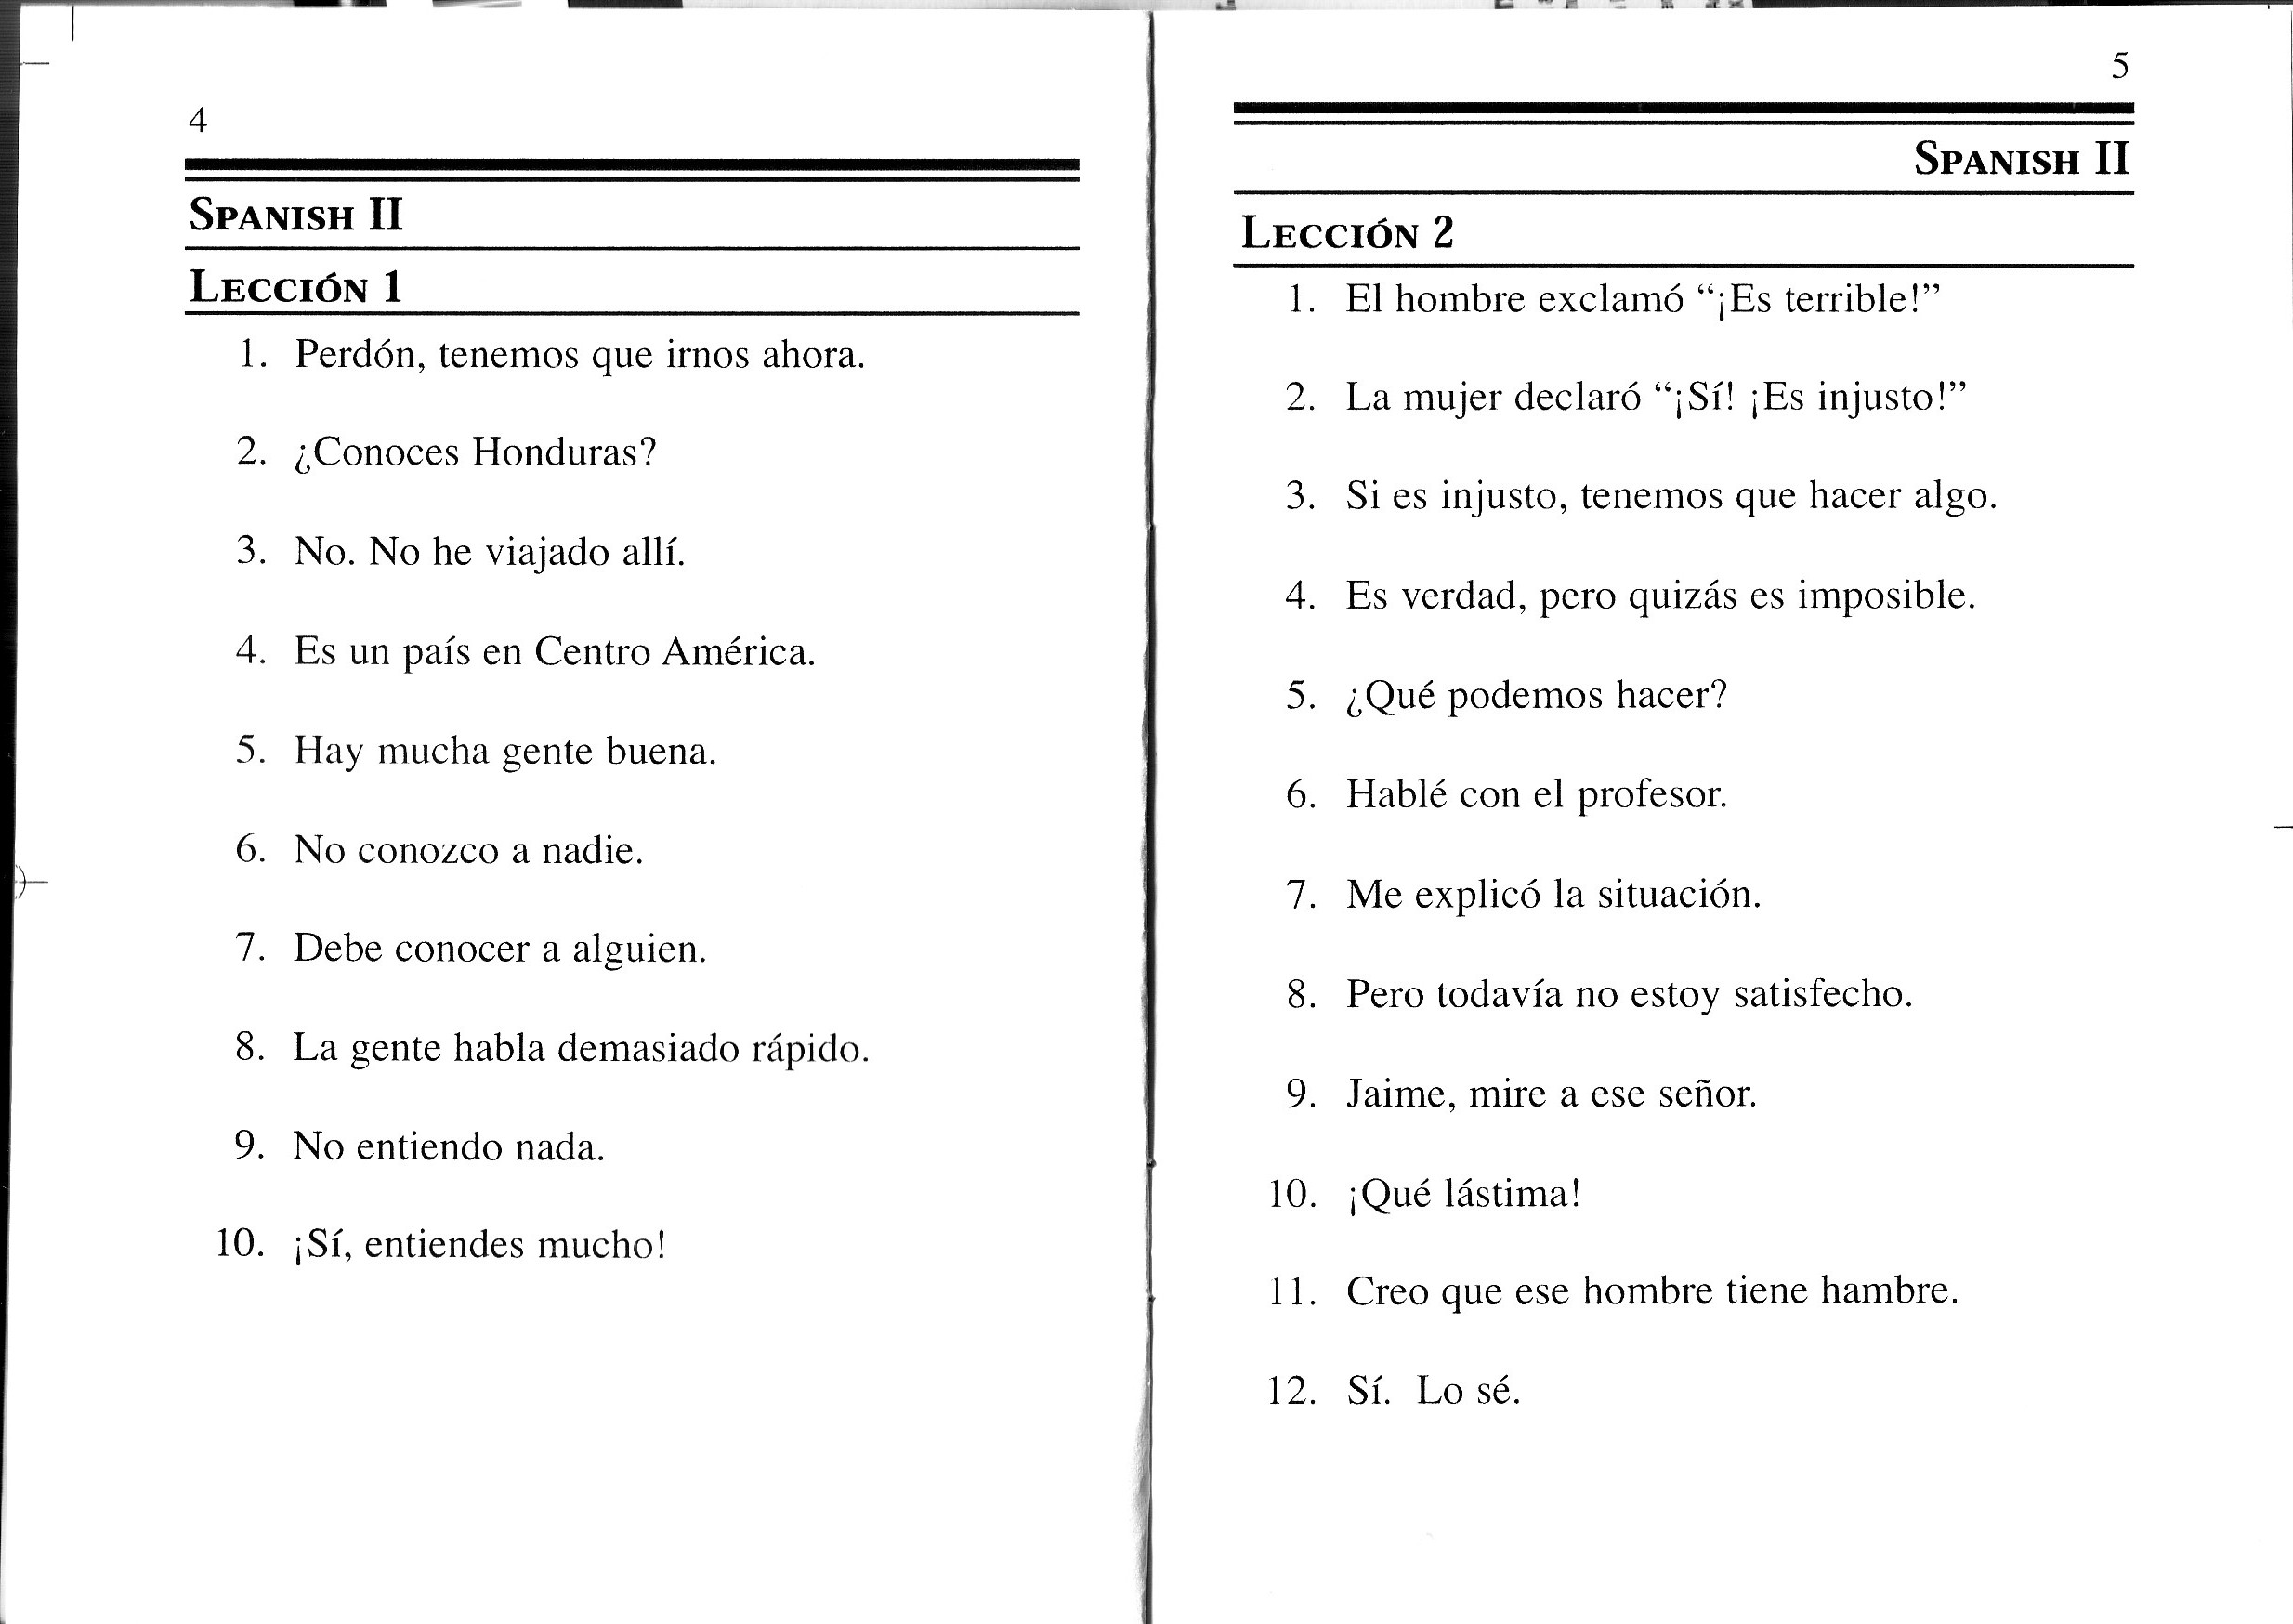 4
SPANISH II
LECCIÓN 1
1. Perdón, tenemos que irnos ahora.
2. ¿Conoces Honduras?
3. No. No he viajado allí.
4. Es un país en Centro América.
5. Hay mucha gente buena.
6. No conozco a nadie.
7. Debe conocer a alguien.
8. La gente habla demasiado rápido.
9. No entiendo nada.
10. ¡Sí, entiendes mucho!
5
SPANISH II
LECCIÓN 2
1. El hombre exclamó “¡Es terrible!”
2. La mujer declaró “¡Sí! ¡Es injusto!”
3. Si es injusto, tenemos que hacer algo.
4. Es verdad, pero quizás es imposible.
5. ¿Qué podemos hacer?
6. Hablé con el profesor.
7. Me explicó la situación.
8. Pero todavía no estoy satisfecho.
9. Jaime, mire a ese señor.
10. ¡Qué lástima!
11. Creo que ese hombre tiene hambre.
12. Sí. Lo sé.